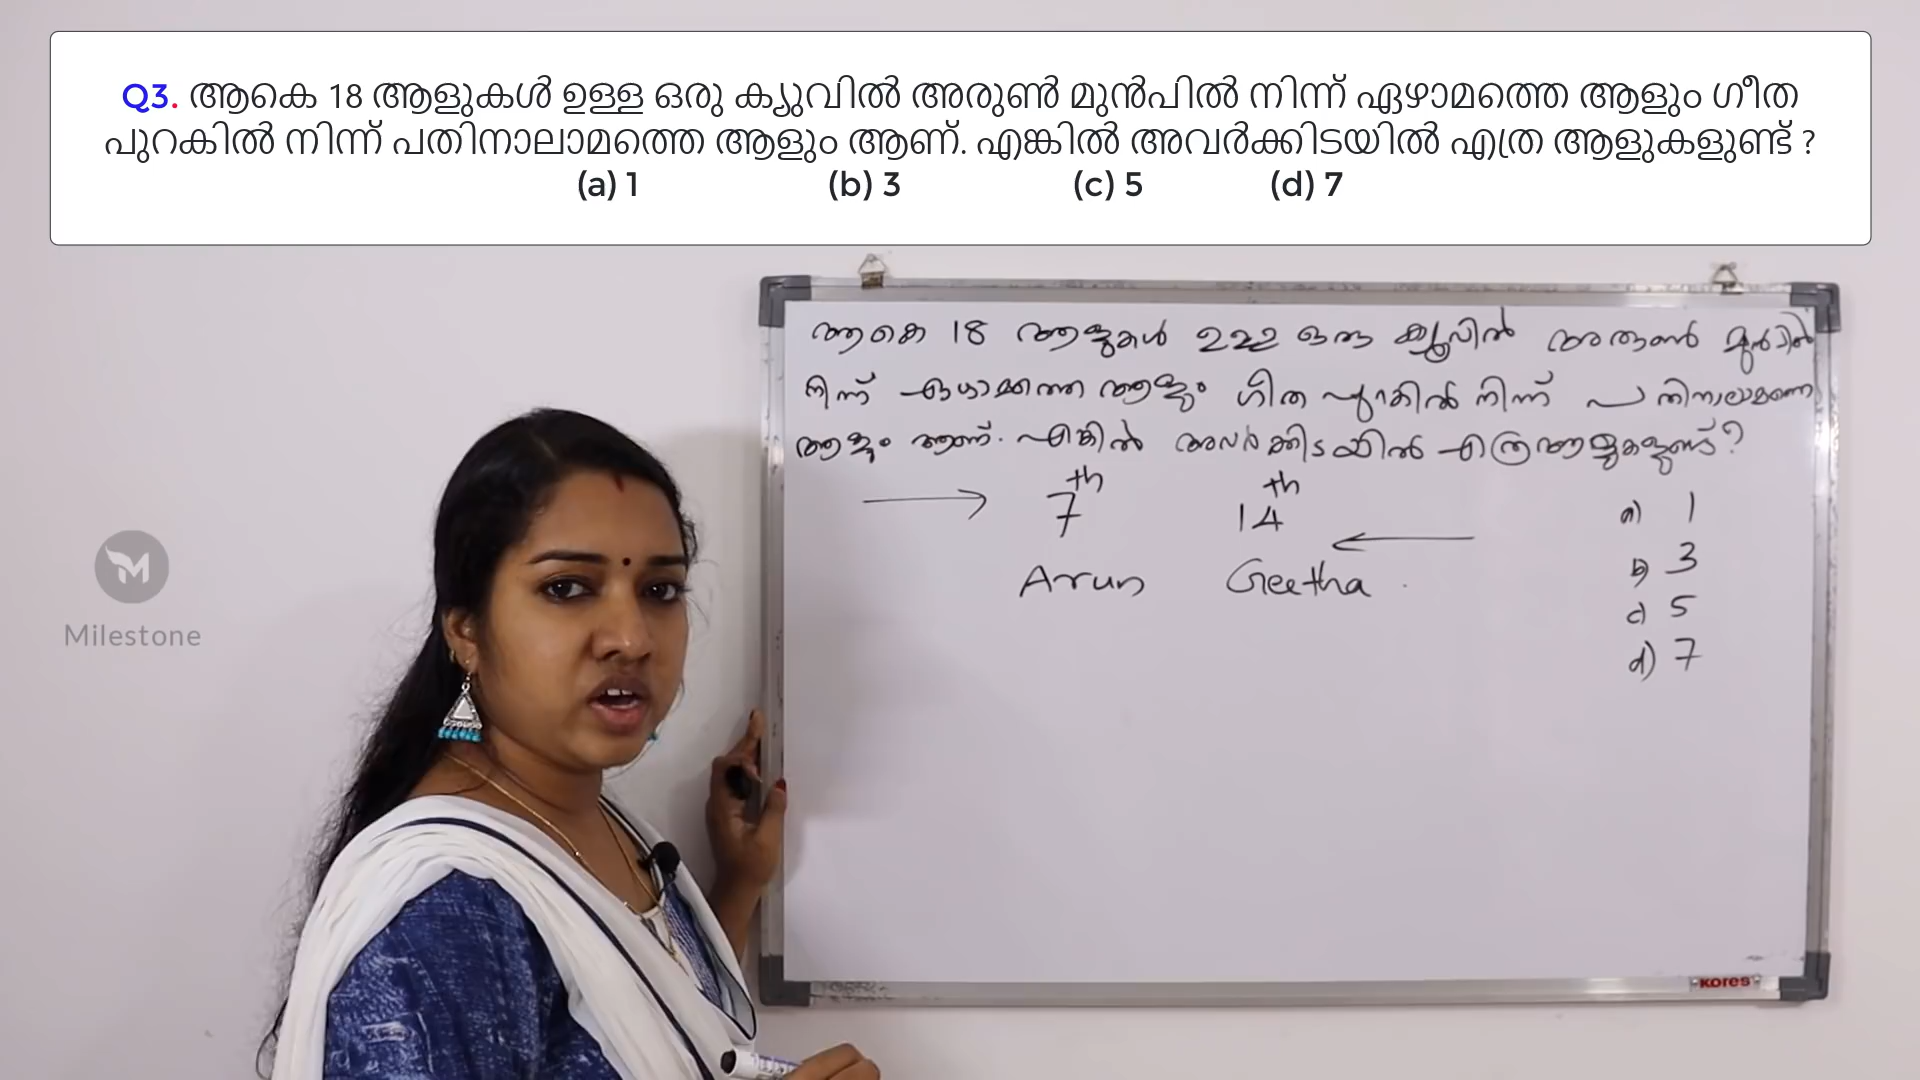 Q3. ആകെ 18 ആളുകൾ ഉള്ള ഒരു ക്യുവിൽ അരുൺ മുൻപിൽ നിന്ന് ഏഴാമത്തെ ആളും ഗീത
പുറകിൽ നിന്ന് പതിനാലാമത്തെ ആളും ആണ്. എങ്കിൽ അവർക്കിടയിൽ എത്ര ആളുകളുണ്ട് ?
(a) 1 (b) 3 (c) 5 (d) 7
ആകെ 18 ആളുകൾ ഉള്ള ഒരു ക്യൂവിൽ അരുൺ മുൻപിൽ
നിന്ന് ഏഴാമത്തെ ആളും ഗീത പുറകിൽ നിന്ന് പതിനാലാമത്തെ
ആളും ആണ്. എങ്കിൽ അവർക്കിടയിൽ എത്ര ആളുകളുണ്ട്?
7th 14th
Arun Geetha
a) 1
b) 3
c) 5
d) 7
Milestone
kores